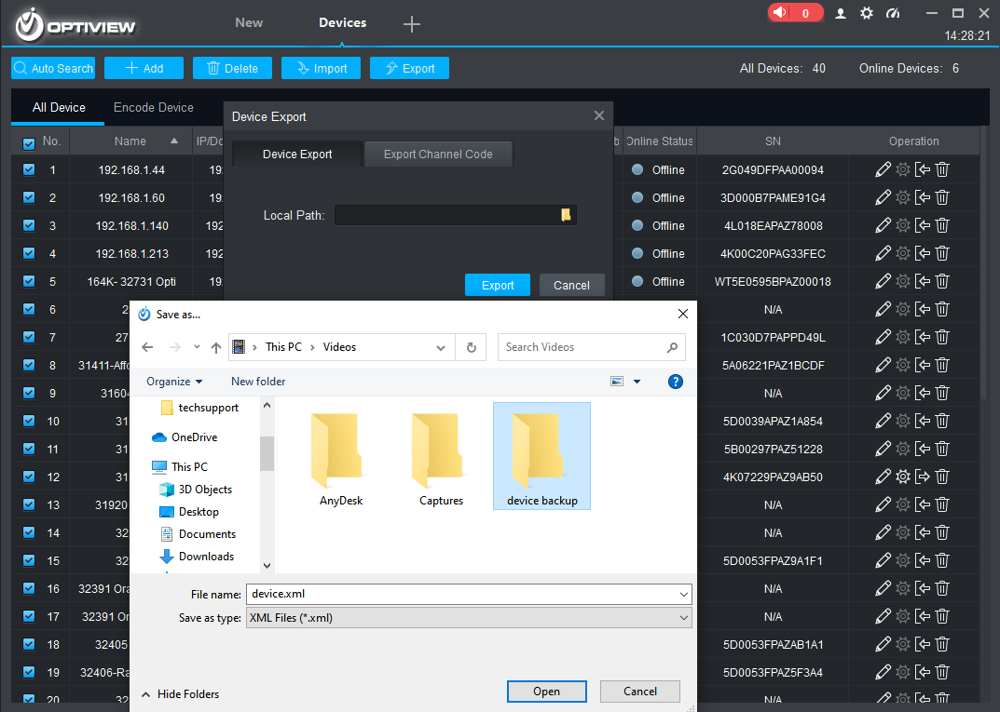 OPTIVIEW New Devices 0
14:28:21
Auto Search Add Delete Import Export All Devices: 40 Online Devices: 6
All Device Encode Device
Device Export
Device Export Export Channel Code
Local Path:
Export Cancel
No. Name IP/Do Online Status SN Operation
1 192.168.1.44 19 Offline 2G049DFPAA00094
2 192.168.1.60 19 Offline 3D000B7PAME91G4
3 192.168.1.140 192 Offline 4L018EAPAZ78008
4 192.168.1.213 192 Offline 4K00C20PAG33FEC
5 164K- 32731 Opti 19 Offline WT5E0595BPAZ00018
6 2 N/A
7 27 1C030D7PAPPD49L
8 31411-Affo 5A06221PAZ1BCDF
9 31604 N/A
10 31 5D0039APAZ1A854
11 31 5B00297PAZ51228
12 31 4K07229PAZ9AB50
13 31920 N/A
14 32 N/A
15 32 5D0053FPAZ9A1F1
16 32391 Ora N/A
17 32391 Or N/A
18 32405 5D0053FPAZAB1A1
19 32406-Ra 5D0053FPAZ5F3A4
20 32 N/A
Save as...
This PC Videos Search Videos
Organize New folder
techsupport
OneDrive
This PC
3D Objects
Desktop
Documents
Downloads
AnyDesk Captures device backup
File name: device.xml
Save as type: XML Files (*.xml)
Hide Folders Open Cancel